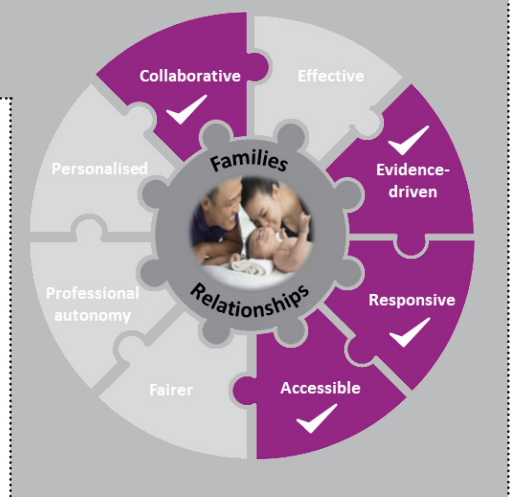 Collaborative
Effective
Evidence-
driven
Responsive
Accessible
Fairer
Professional
autonomy
Personalised
Families
Relationships